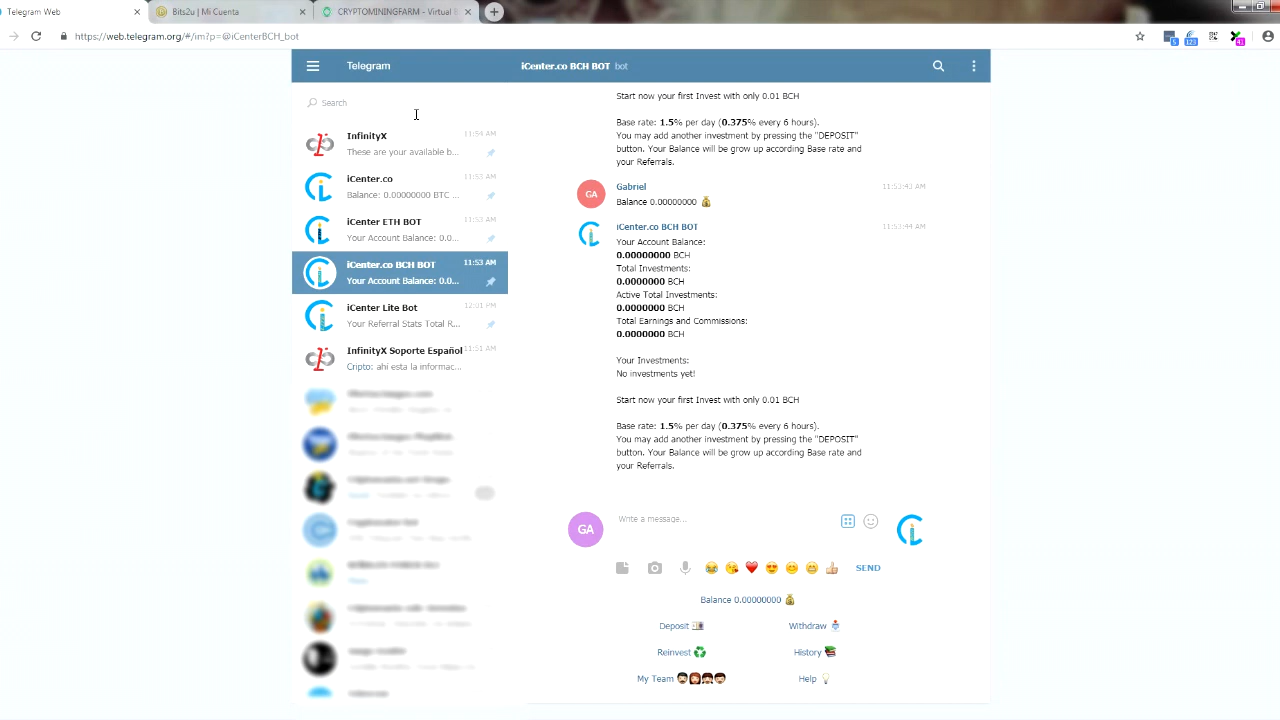 Telegram Web
Bits2u | Mi Cuenta
CRYPTOMININGFARM - Virtual B
https://web.telegram.org/#/im?p=@iCenterBCH_bot
5
123
42
Telegram
iCenter.co BCH BOT bot
Search
InfinityX 11:54 AM
These are your available b...
iCenter.co 11:53 AM
Balance: 0.00000000 BTC ...
iCenter ETH BOT 11:53 AM
Your Account Balance: 0.0...
iCenter.co BCH BOT 11:53 AM
Your Account Balance: 0.0...
iCenter Lite Bot 12:01 PM
Your Referral Stats Total R...
InfinityX Soporte Español 11:51 AM
Cripto: ahí esta la informac...
Start now your first Invest with only 0.01 BCH
Base rate: 1.5% per day (0.375% every 6 hours).
You may add another investment by pressing the "DEPOSIT"
button. Your Balance will be grow up according Base rate and
your Referrals.
GA
Gabriel 11:53:43 AM
Balance 0.00000000
iCenter.co BCH BOT 11:53:44 AM
Your Account Balance:
0.0000000 BCH
Total Investments:
0.0000000 BCH
Active Total Investments:
0.0000000 BCH
Total Earnings and Commissions:
0.0000000 BCH
Your Investments:
No investments yet!
Start now your first Invest with only 0.01 BCH
Base rate: 1.5% per day (0.375% every 6 hours).
You may add another investment by pressing the "DEPOSIT"
button. Your Balance will be grow up according Base rate and
your Referrals.
GA
Write a message...
SEND
Balance 0.00000000
Deposit Withdraw
Reinvest History
My Team Help